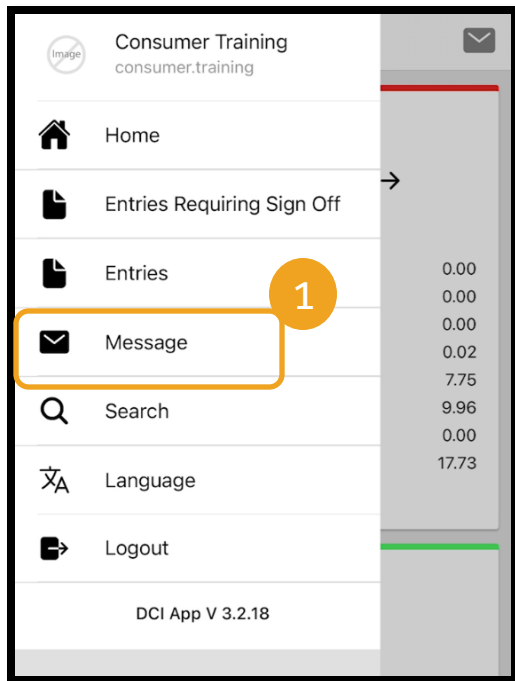 Image
Consumer Training
consumer.training
Home
Entries Requiring Sign Off
Entries
1
Message
Search
Language
Logout
DCI App V 3.2.18
0.00
0.00
0.00
0.02
7.75
9.96
0.00
17.73